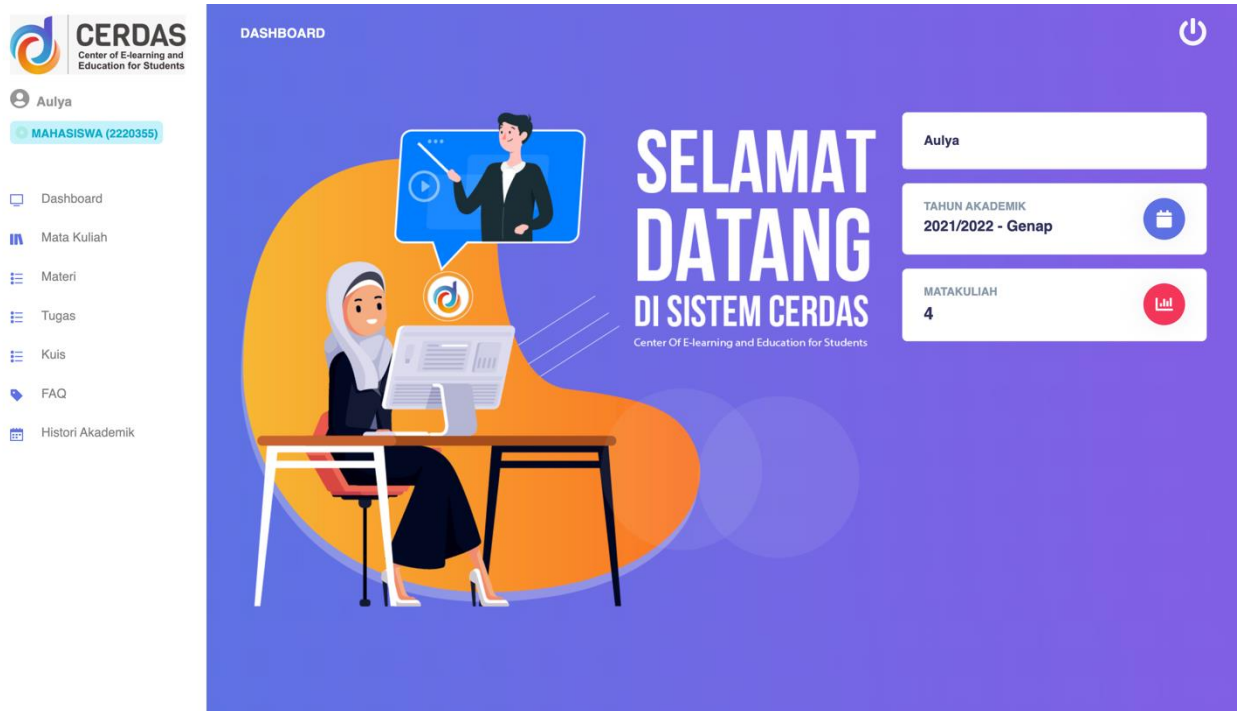 CERDAS
Center of E-learning and
Education for Students
Aulya
MAHASISWA (2220355)
Dashboard
Mata Kuliah
Materi
Tugas
Kuis
FAQ
Histori Akademik
DASHBOARD
SELAMAT
DATANG
DI SISTEM CERDAS
Center Of E-learning and Education for Students
Aulya
TAHUN AKADEMIK
2021/2022 - Genap
MATAKULIAH
4